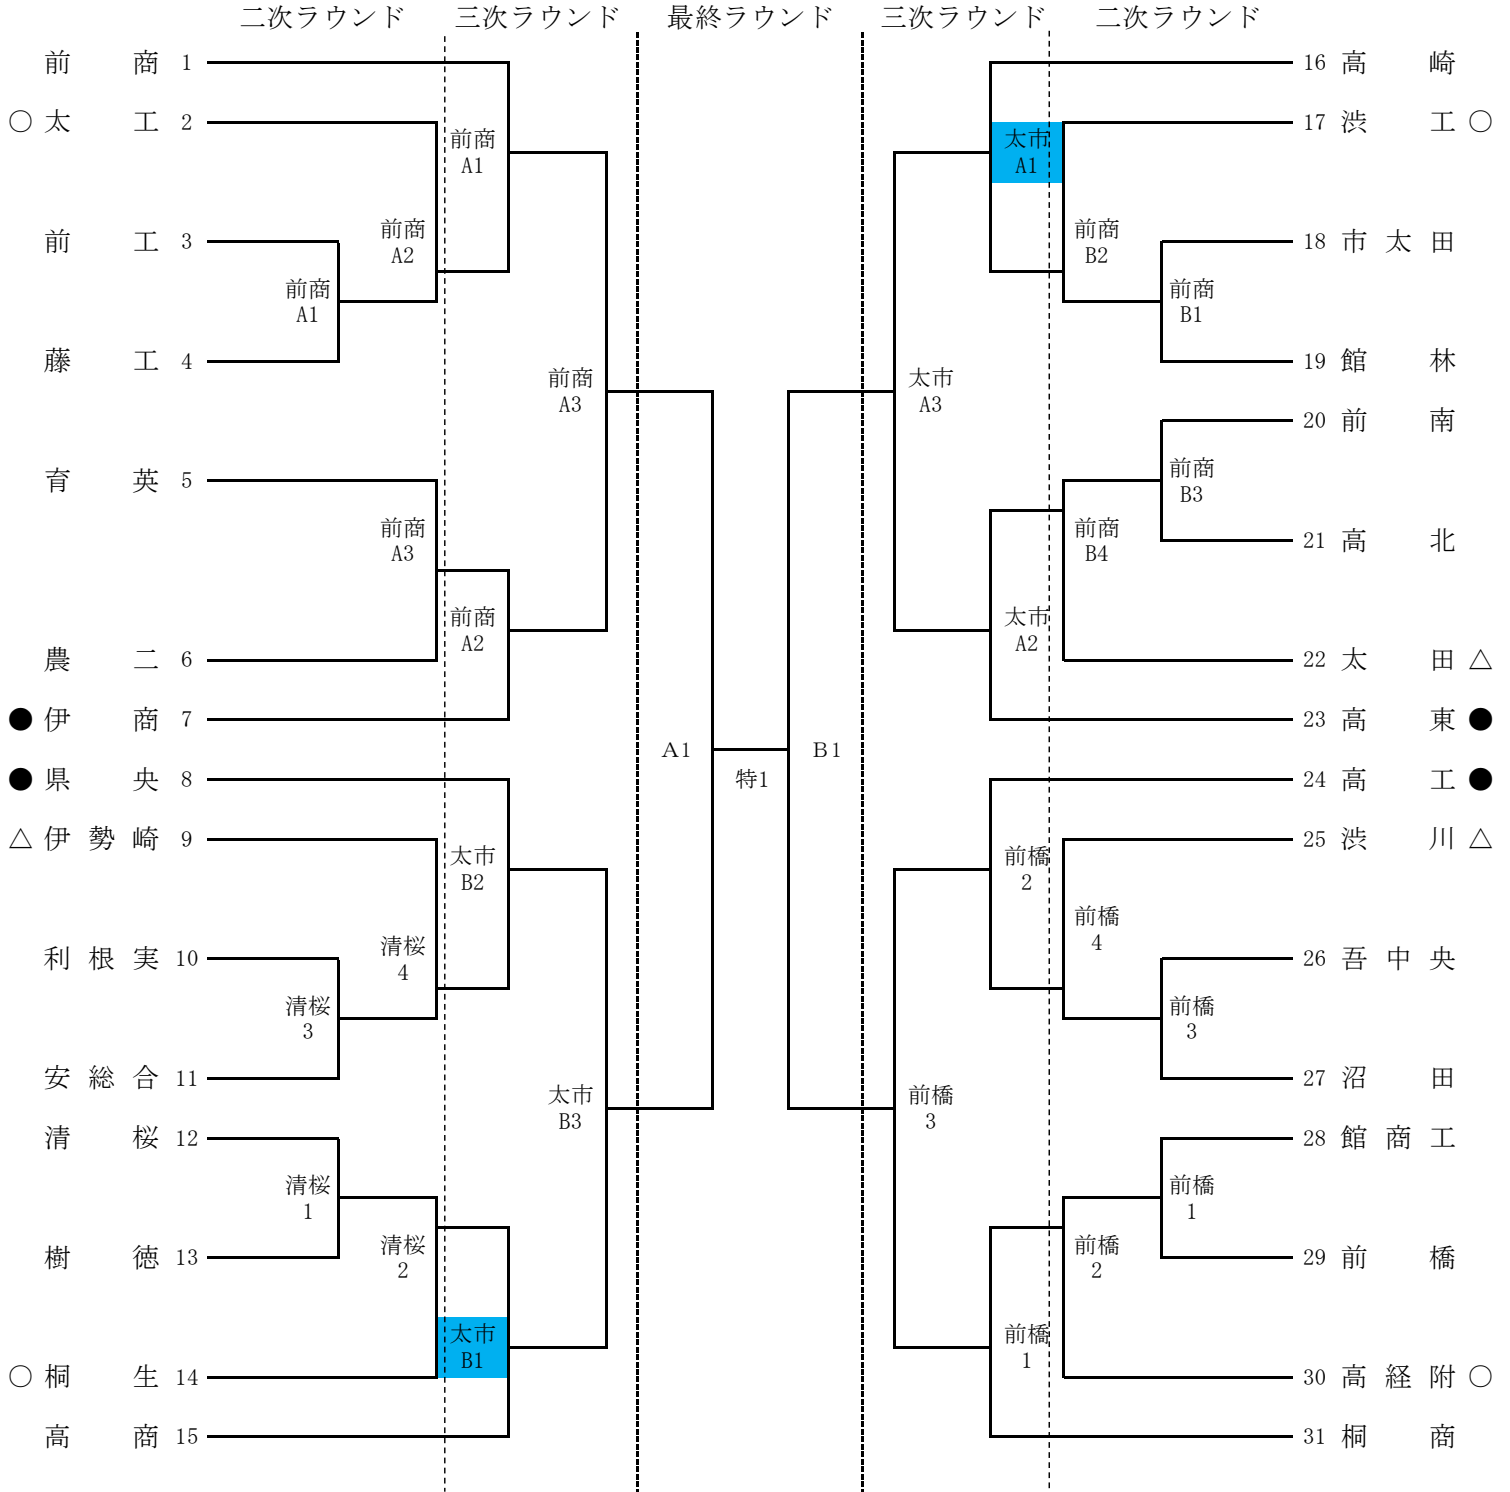 二次ラウンド 三次ラウンド 最終ラウンド 三次ラウンド 二次ラウンド
前商 1
○ 太工 2
前工 3
藤工 4
育英 5
農二 6
● 伊商 7
● 県央 8
△ 伊勢崎 9
利根実 10
安総合 11
清桜 12
樹徳 13
○ 桐生 14
高商 15
前商
A1
前商
A2
前商
A3
清桜
3
清桜
4
清桜
1
清桜
2
前商
A1
前商
A2
太市
B2
太市
B1
前商
A3
太市
B3
A1
特1
B1
太市
A3
前橋
3
太市
A1
太市
A2
前橋
2
前橋
1
前商
B2
前商
B1
前商
B3
前商
B4
前橋
4
前橋
3
前橋
1
前橋
2
16 高崎
17 渋工 ○
18 市太田
19 館林
20 前南
21 高北
22 太田 △
23 高東 ●
24 高工 ●
25 渋川 △
26 吾中央
27 沼田
28 館商工
29 前橋
30 高経附 ○
31 桐商